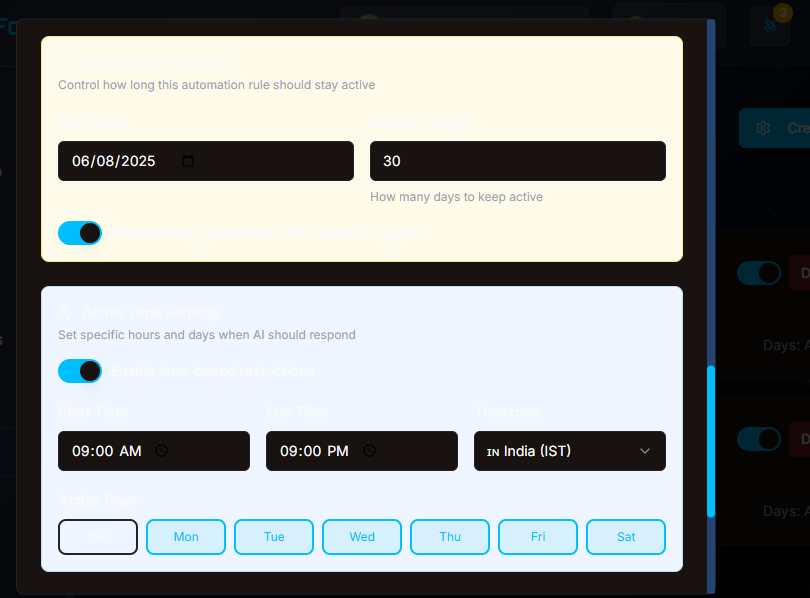 3
Cre
Control how long this automation rule should stay active
06/08/2025
30
How many days to keep active
Active Time Settings
Set specific hours and days when AI should respond
Enable time-based restrictions
Start Time
End Time
Timezone
09:00 AM
09:00 PM
IN India (IST)
Active Days
Sun
Mon
Tue
Wed
Thu
Fri
Sat
D
Days: A
D
Days: A